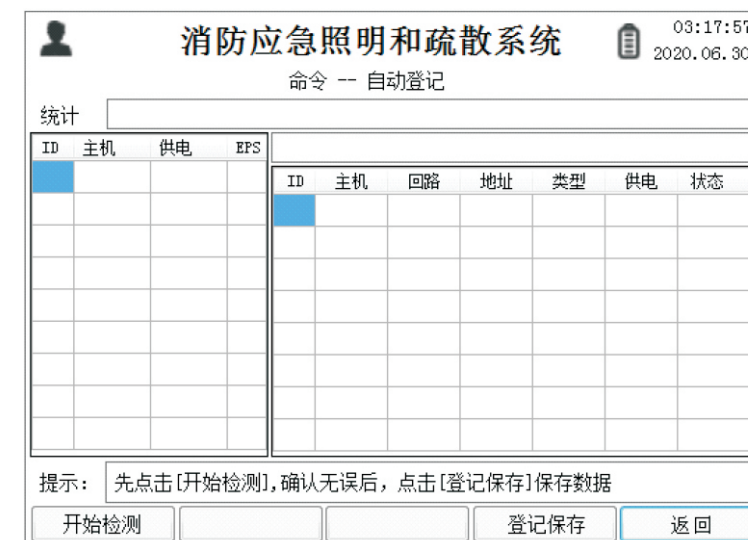 消防应急照明和疏散系统
03:17:57
2020.06.30
命令 -- 自动登记
统计
ID 主机 供电 EPS
ID 主机 回路 地址 类型 供电 状态
提示: 先点击[开始检测],确认无误后，点击[登记保存]保存数据
开始检测 登记保存 返回